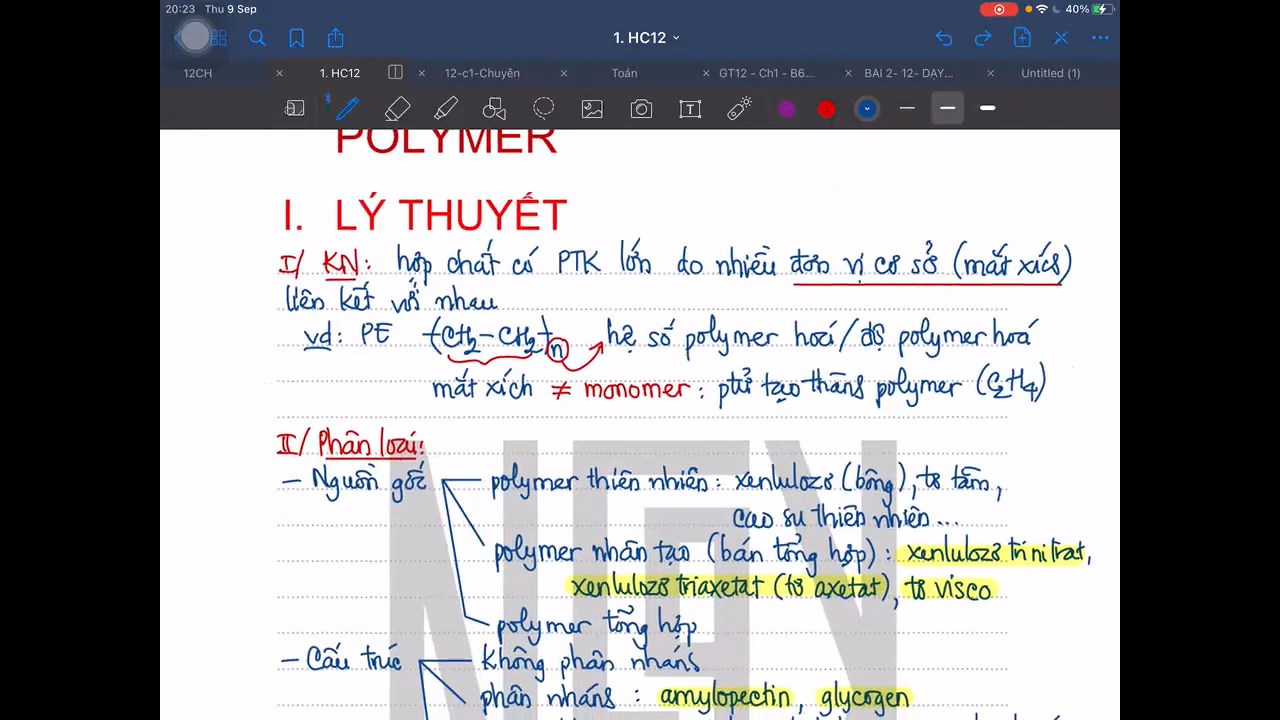 20:23 Thu 9 Sep 40%
1. HC12
12CH 1. HC12 12-c1-Chuyên Toán GT12 - Ch1 - B6... BAI 2- 12- DẠY... Untitled (1)
POLYMER
I. LÝ THUYẾT
I/ KN: hợp chất có PTK lớn do nhiều đơn vị cơ sở (mắt xích)
liên kết với nhau
vd: PE (CH2-CH2)n hệ số polymer hoá/độ polymer hoá
mắt xích ≠ monomer: ptử tạo thành polymer (C2H4)
II/ Phân loại:
- Nguồn gốc polymer thiên nhiên: xenlulozơ (bông), tơ tằm,
cao su thiên nhiên...
polymer nhân tạo (bán tổng hợp): xenlulozơ trinitrat,
xenlulozơ triaxetat (tơ axetat), tơ visco
polymer tổng hợp
- Cấu trúc không phân nhánh
phân nhánh: amylopectin, glycogen
NGV